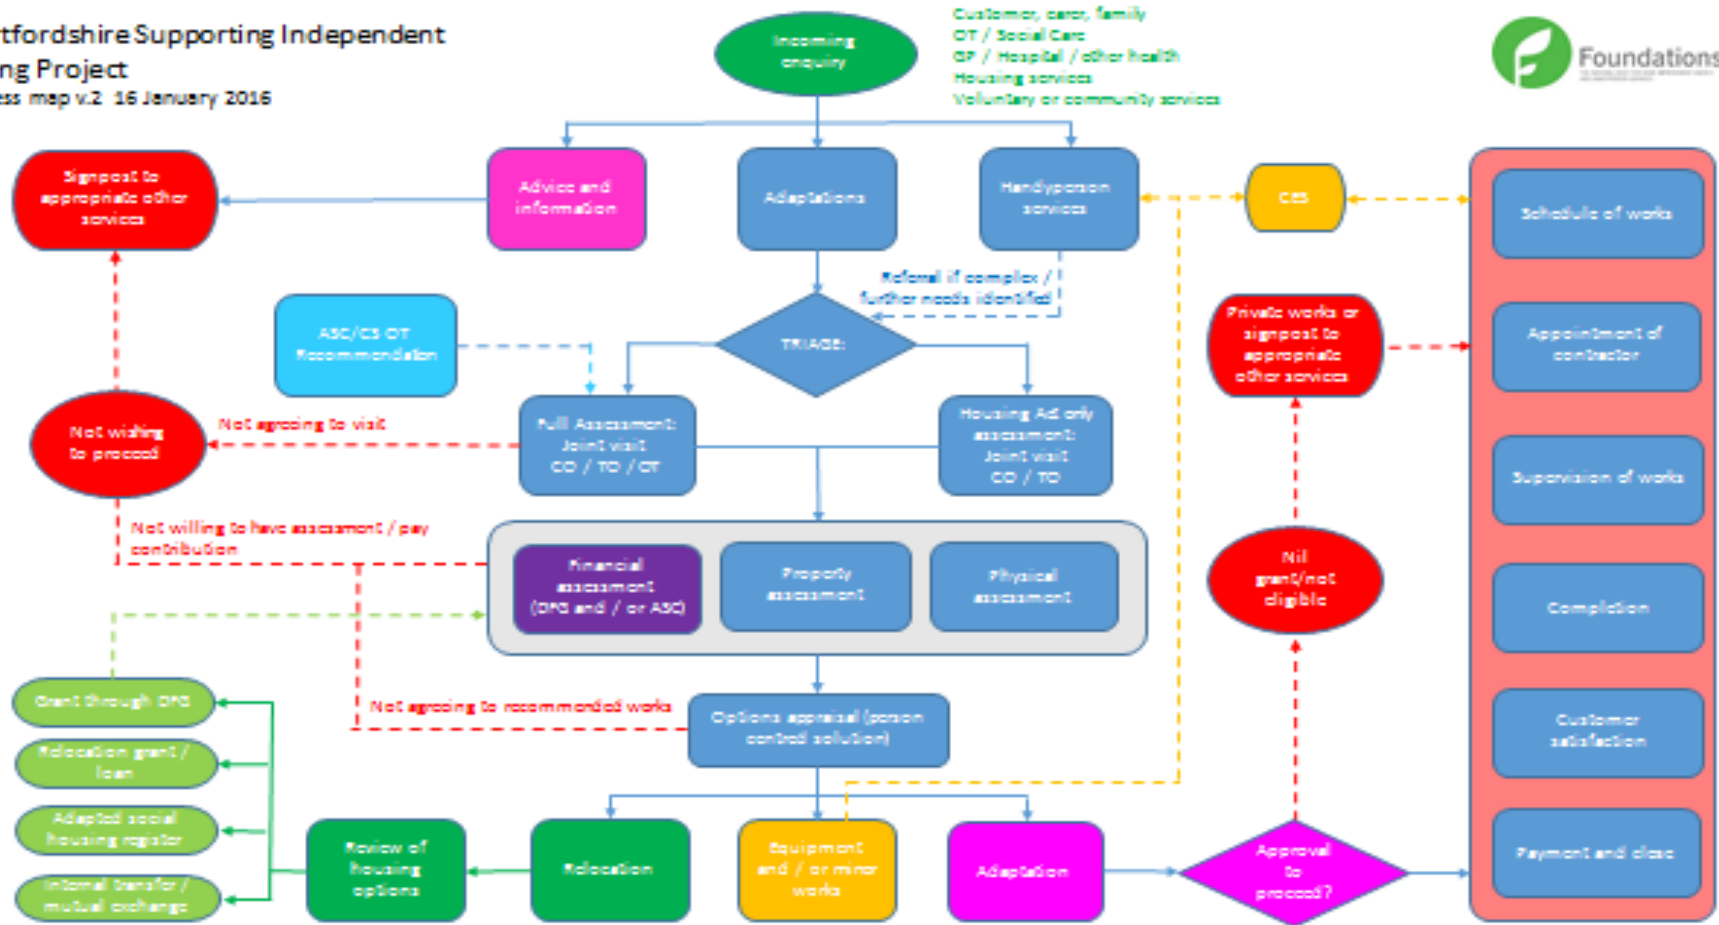 tfordshire Supporting Independent
ng Project
ess map v.2 16 January 2016
Incoming
enquiry
Customer, carer, family
OT / Social Care
GP / Hospital / other health
Housing services
Voluntary or community services
Foundations
Signpost to
appropriate other
services
Advice and
information
Adaptations
Handyperson
services
CES
Schedule of works
Referral if complex /
further needs identified
ASC/CS OT
Recommendation
TRIAGE:
Private works or
signpost to
appropriate
other services
Appointment of
contractor
Not wishing
to proceed
Not agreeing to visit
Full Assessment:
Joint visit
CO / TO / OT
Housing Act only
assessment:
Joint visit
CO / TO
Supervision of works
Not willing to have assessment / pay
contribution
Financial
assessment
(DFG and / or ASC)
Property
assessment
Physical
assessment
Nil
grant/not
eligible
Completion
Grant through DFG
Not agreeing to recommended works
Options appraisal (person
centred solution)
Customer
satisfaction
Relocation grant /
loan
Adapted social
housing register
Internal transfer /
mutual exchange
Review of
housing
options
Relocation
Equipment
and / or minor
works
Adaptation
Approval
to
proceed?
Payment and close